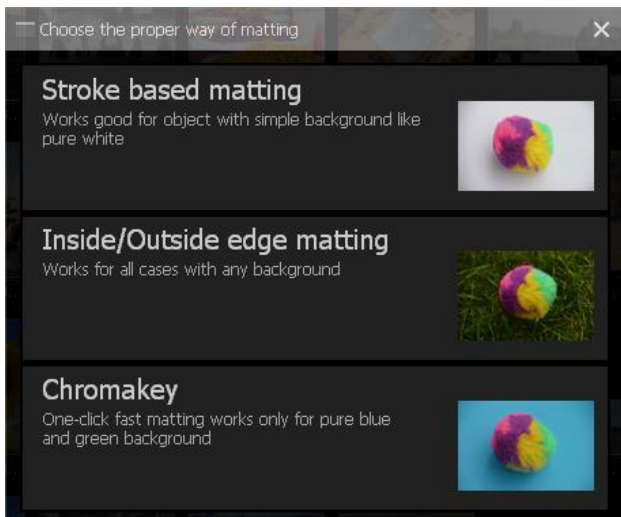 Choose the proper way of matting
Stroke based matting
Works good for object with simple background like
pure white
Inside/Outside edge matting
Works for all cases with any background
Chromakey
One-click fast matting works only for pure blue
and green background